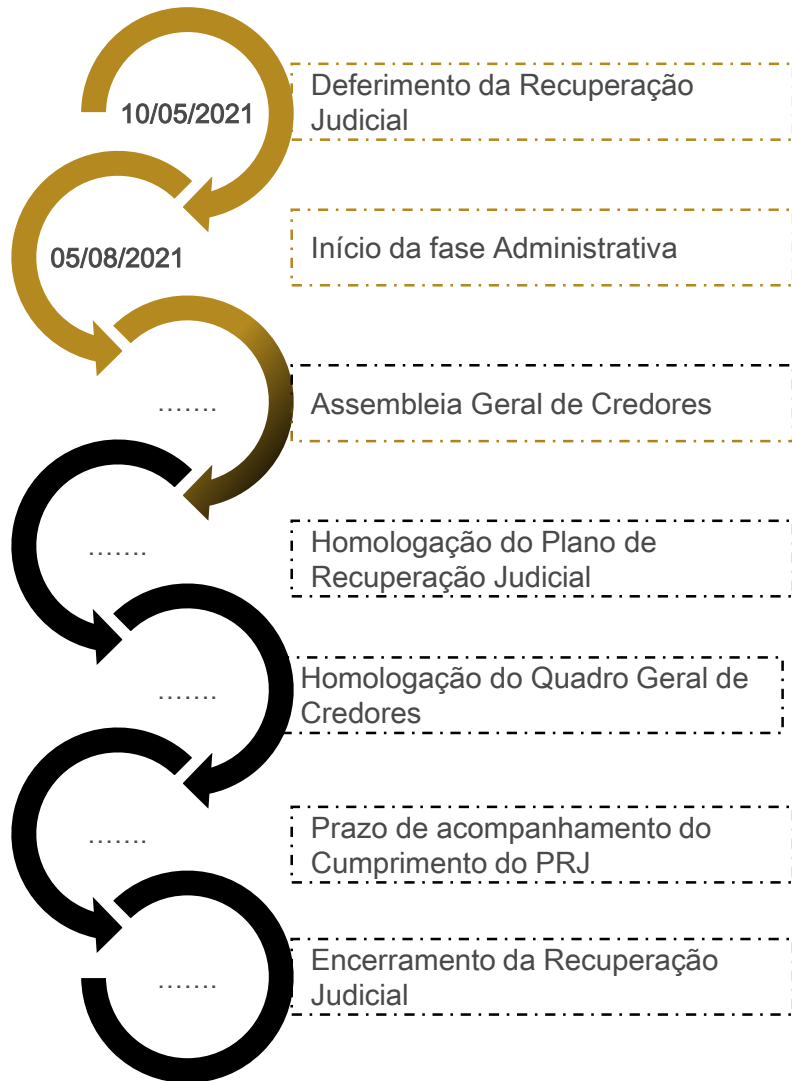 10/05/2021
Deferimento da Recuperação
Judicial
05/08/2021
Início da fase Administrativa
.......
Assembleia Geral de Credores
.......
Homologação do Plano de
Recuperação Judicial
.......
Homologação do Quadro Geral de
Credores
.......
Prazo de acompanhamento do
Cumprimento do PRJ
.......
Encerramento da Recuperação
Judicial